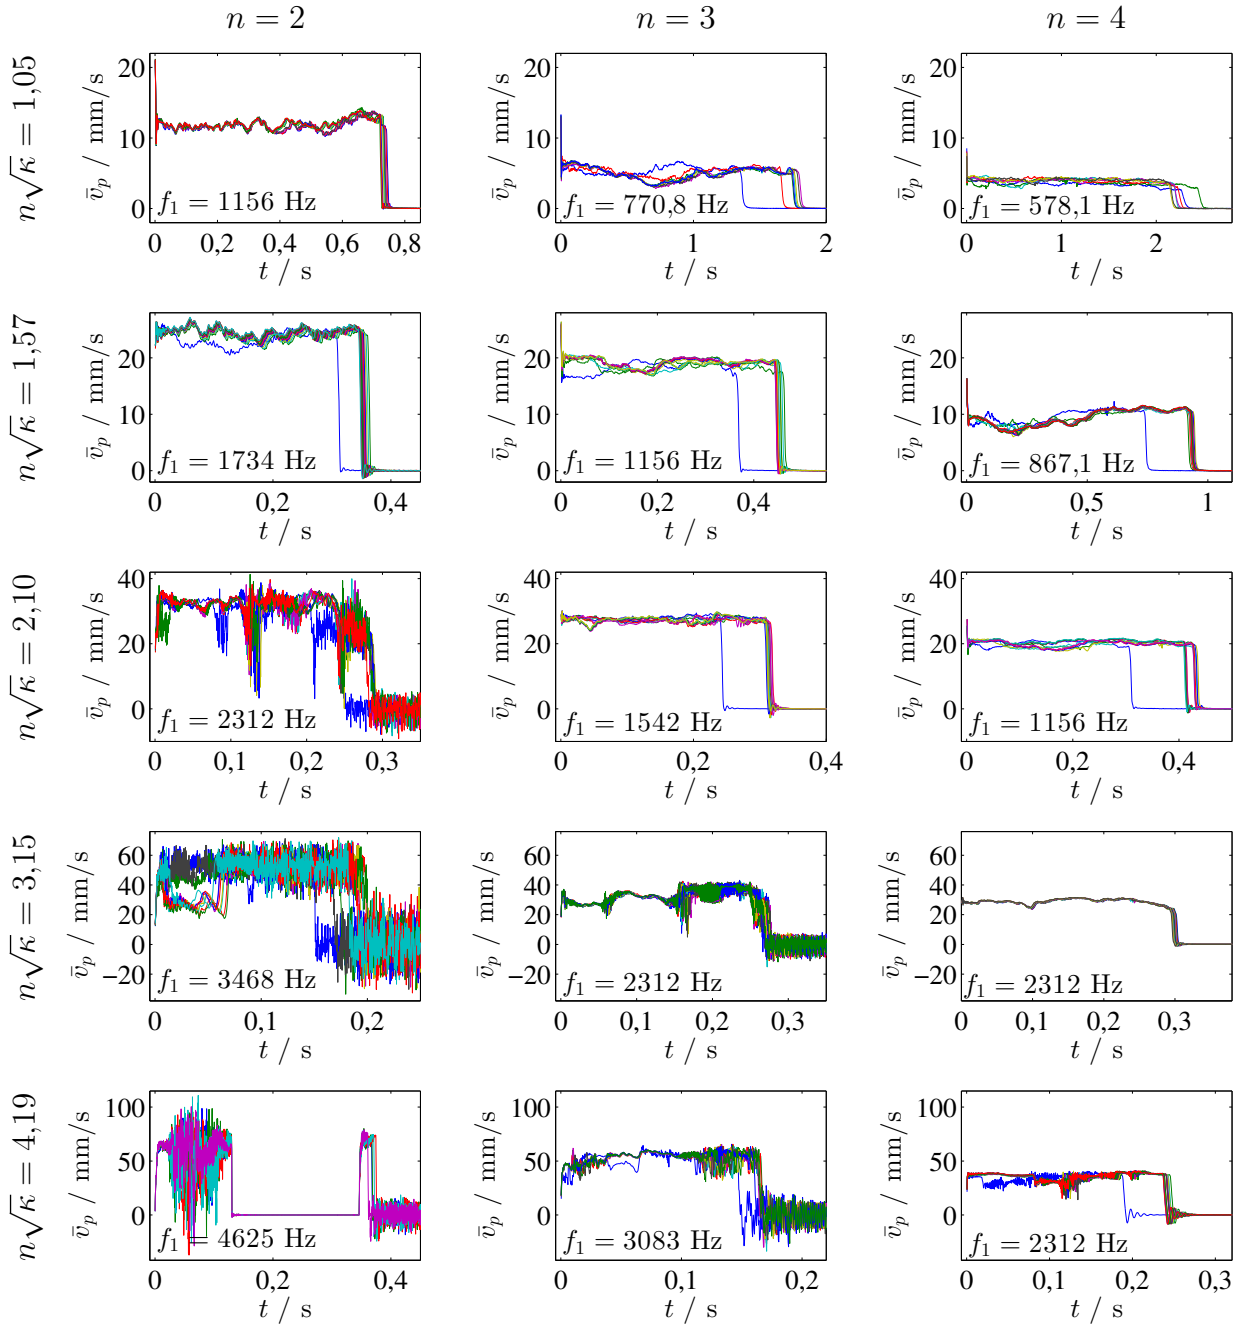 n = 2 n = 3 n = 4
n√κ = 1,05
v̄p / mm/s
20
10
0
f1 = 1156 Hz
0 0,2 0,4 0,6 0,8
t / s
v̄p / mm/s
20
10
0
f1 = 770,8 Hz
0 1 2
t / s
v̄p / mm/s
20
10
0
f1 = 578,1 Hz
0 1 2
t / s
n√κ = 1,57
v̄p / mm/s
20
10
0
f1 = 1734 Hz
0 0,2 0,4
t / s
v̄p / mm/s
20
10
0
f1 = 1156 Hz
0 0,2 0,4
t / s
v̄p / mm/s
20
10
0
f1 = 867,1 Hz
0 0,5 1
t / s
n√κ = 2,10
v̄p / mm/s
40
20
0
f1 = 2312 Hz
0 0,1 0,2 0,3
t / s
v̄p / mm/s
40
20
0
f1 = 1542 Hz
0 0,2 0,4
t / s
v̄p / mm/s
40
20
0
f1 = 1156 Hz
0 0,2 0,4
t / s
n√κ = 3,15
v̄p / mm/s
60
40
20
0
−20
f1 = 3468 Hz
0 0,1 0,2
t / s
v̄p / mm/s
60
40
20
0
−20
f1 = 2312 Hz
0 0,1 0,2 0,3
t / s
v̄p / mm/s
60
40
20
0
−20
f1 = 2312 Hz
0 0,1 0,2 0,3
t / s
n√κ = 4,19
v̄p / mm/s
100
50
0
f1 = 4625 Hz
0 0,2 0,4
t / s
v̄p / mm/s
100
50
0
f1 = 3083 Hz
0 0,1 0,2
t / s
v̄p / mm/s
100
50
0
f1 = 2312 Hz
0 0,1 0,2 0,3
t / s